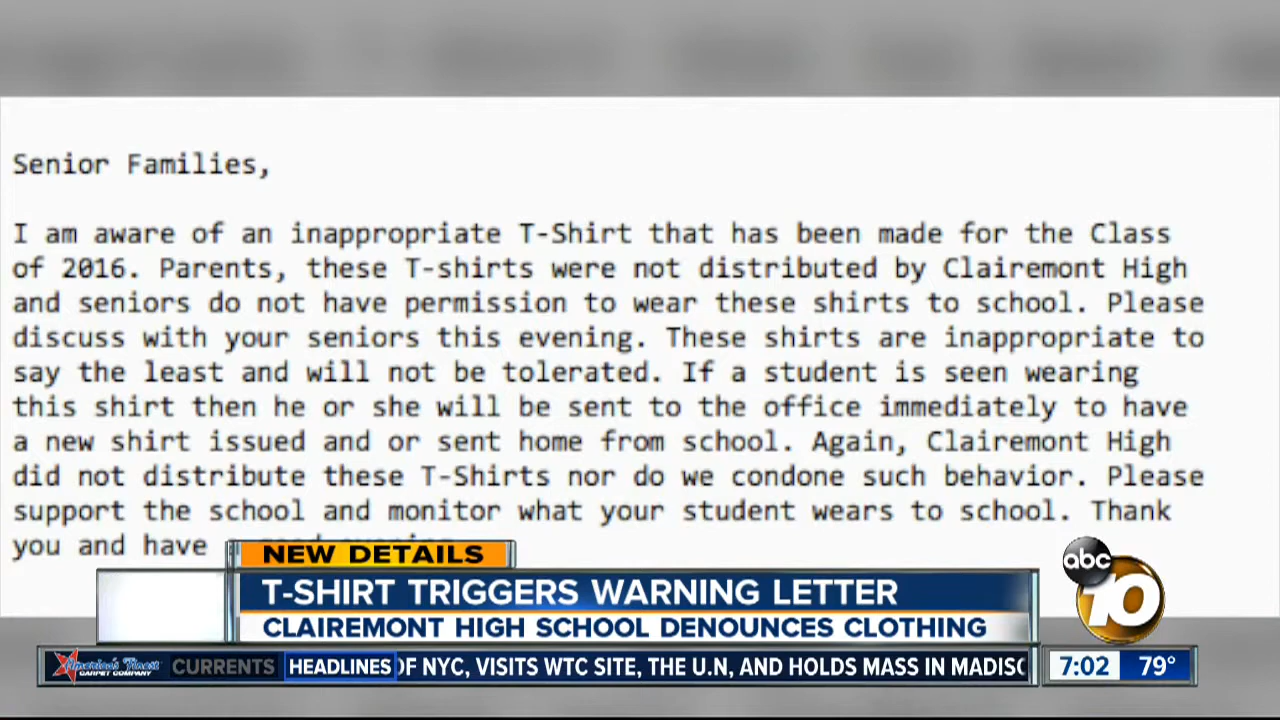 Senior Families,
I am aware of an inappropriate T-Shirt that has been made for the Class
of 2016. Parents, these T-shirts were not distributed by Clairemont High
and seniors do not have permission to wear these shirts to school. Please
discuss with your seniors this evening. These shirts are inappropriate to
say the least and will not be tolerated. If a student is seen wearing
this shirt then he or she will be sent to the office immediately to have
a new shirt issued and or sent home from school. Again, Clairemont High
did not distribute these T-Shirts nor do we condone such behavior. Please
support the school and monitor what your student wears to school. Thank
you and have
NEW DETAILS
T-SHIRT TRIGGERS WARNING LETTER
CLAIREMONT HIGH SCHOOL DENOUNCES CLOTHING
abc 10
America's Finest
CARPET COMPANY
CURRENTS HEADLINES OF NYC, VISITS WTC SITE, THE U.N, AND HOLDS MASS IN MADISO
7:02 79°